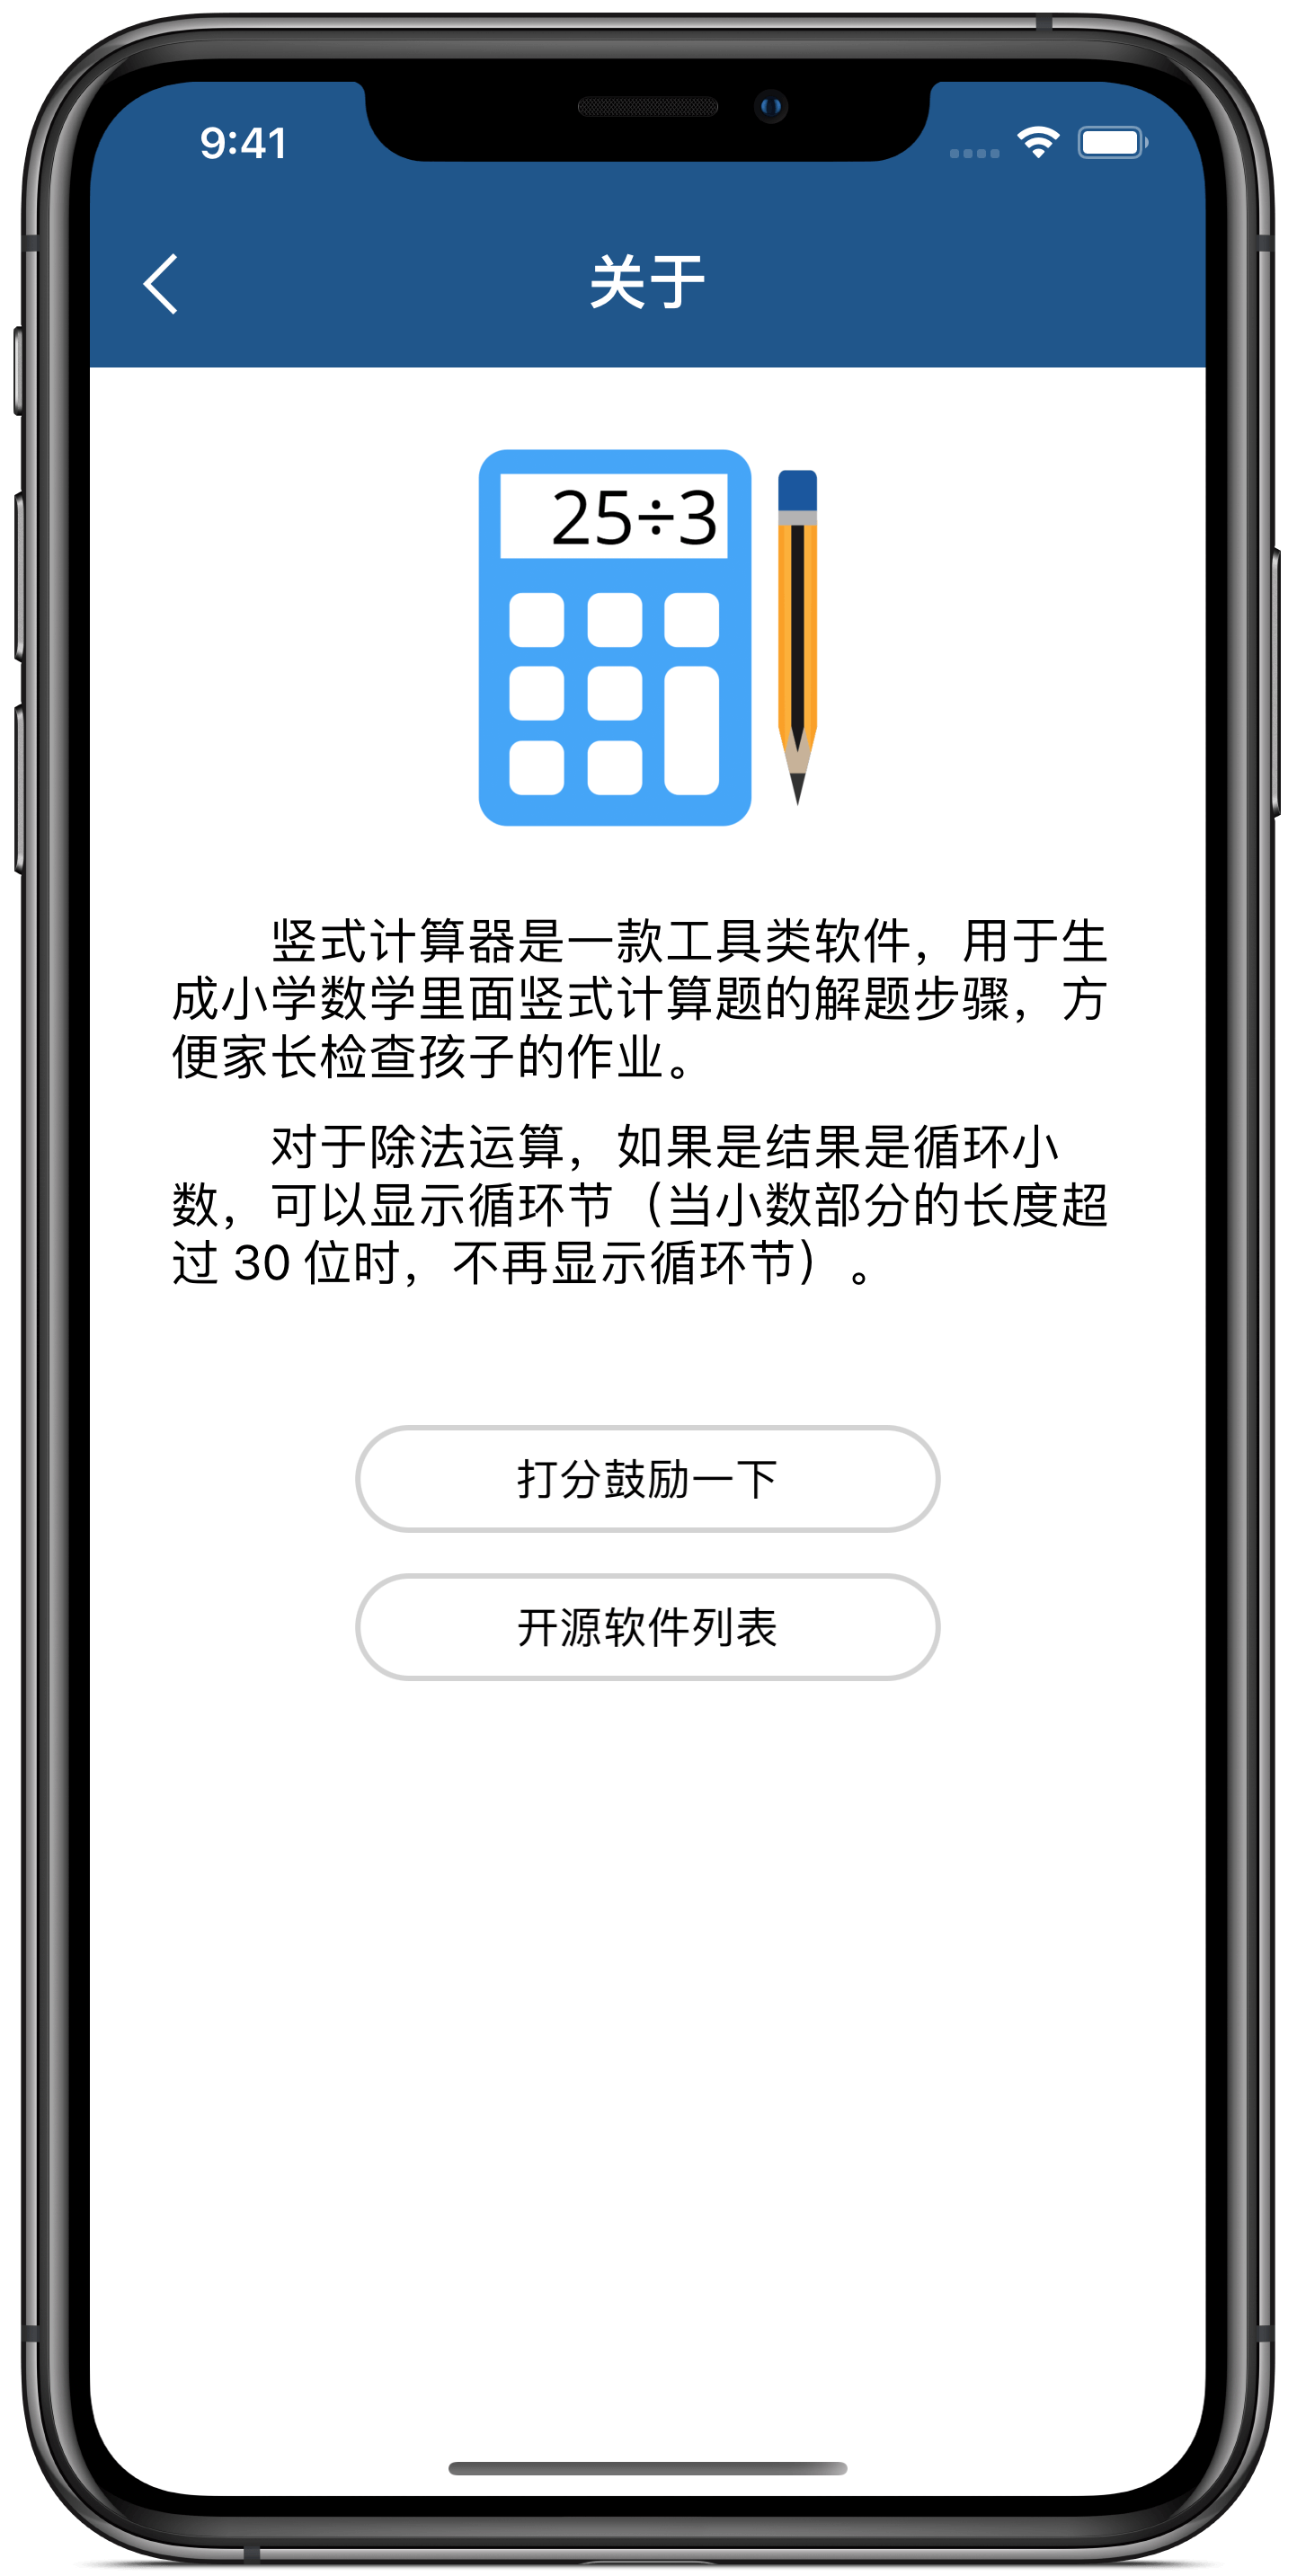 9:41
关于
25÷3
竖式计算器是一款工具类软件，用于生
成小学数学里面竖式计算题的解题步骤，方
便家长检查孩子的作业。
对于除法运算，如果是结果是循环小
数，可以显示循环节（当小数部分的长度超
过 30 位时，不再显示循环节）。
打分鼓励一下
开源软件列表